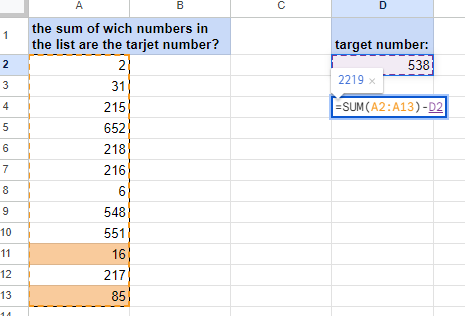 A B C D
1 the sum of wich numbers in
the list are the tarjet number? target number:
2 2 538
3 31 2219 ×
4 215 =SUM(A2:A13)-D2
5 652
6 218
7 216
8 6
9 548
10 551
11 16
12 217
13 85
14